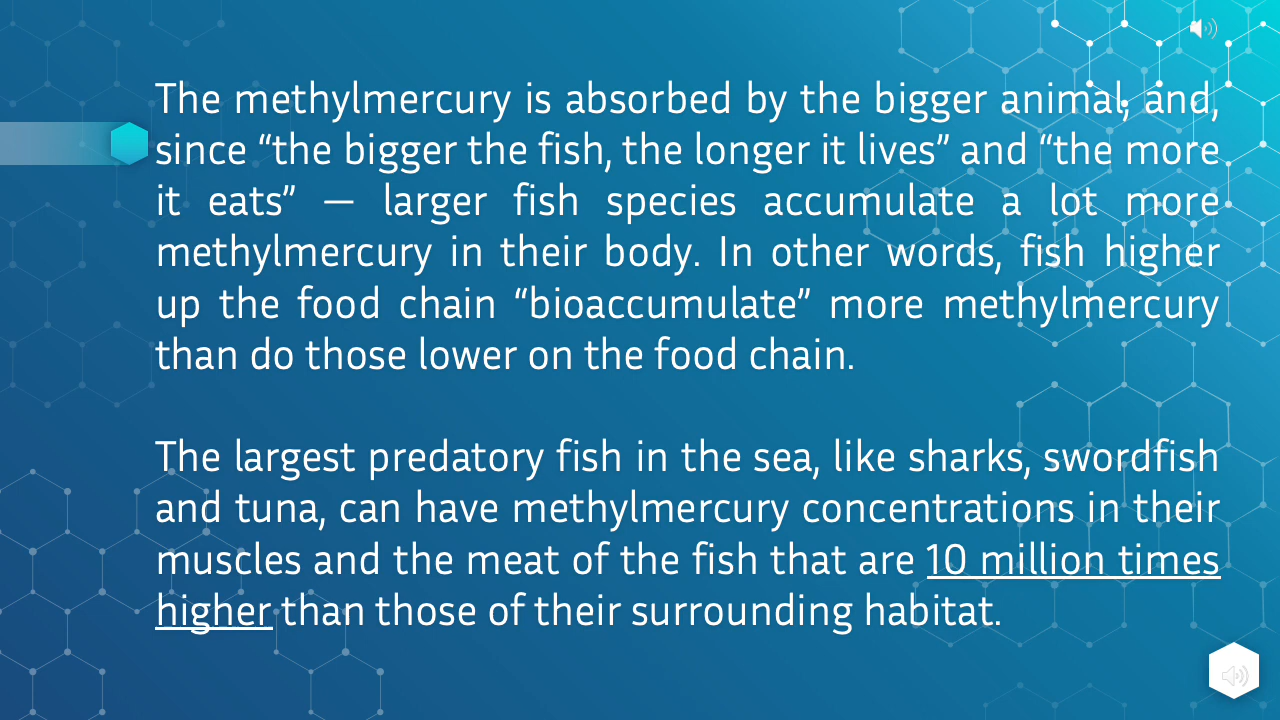 The methylmercury is absorbed by the bigger animal, and,
since “the bigger the fish, the longer it lives” and “the more
it eats” — larger fish species accumulate a lot more
methylmercury in their body. In other words, fish higher
up the food chain “bioaccumulate” more methylmercury
than do those lower on the food chain.
The largest predatory fish in the sea, like sharks, swordfish
and tuna, can have methylmercury concentrations in their
muscles and the meat of the fish that are 10 million times
higher than those of their surrounding habitat.